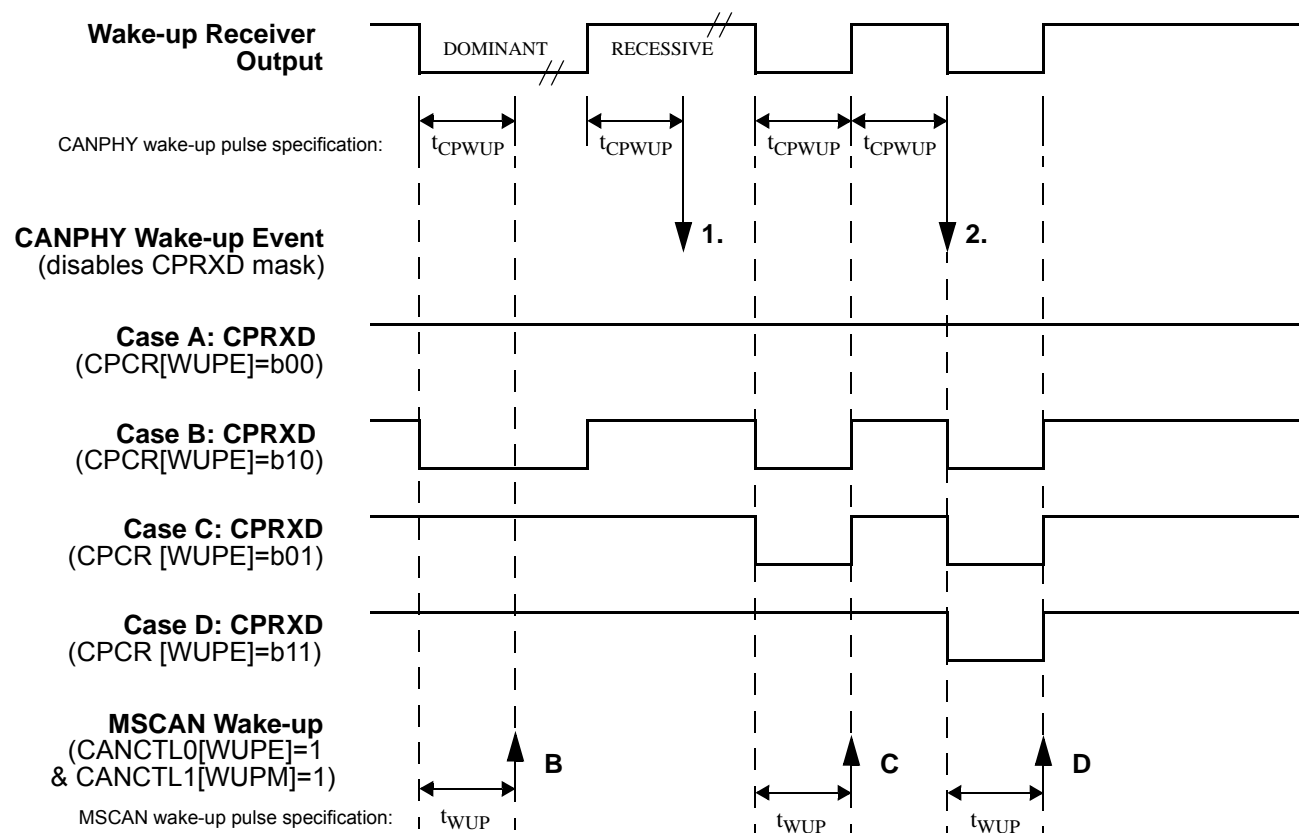 Wake-up Receiver
Output
DOMINANT
RECESSIVE
CANPHY wake-up pulse specification:
tCPWUP
tCPWUP
tCPWUP
tCPWUP
CANPHY Wake-up Event
(disables CPRXD mask)
1.
2.
Case A: CPRXD
(CPCR[WUPE]=b00)
Case B: CPRXD
(CPCR[WUPE]=b10)
Case C: CPRXD
(CPCR [WUPE]=b01)
Case D: CPRXD
(CPCR [WUPE]=b11)
MSCAN Wake-up
(CANCTL0[WUPE]=1
& CANCTL1[WUPM]=1)
B
C
D
MSCAN wake-up pulse specification:
tWUP
tWUP
tWUP